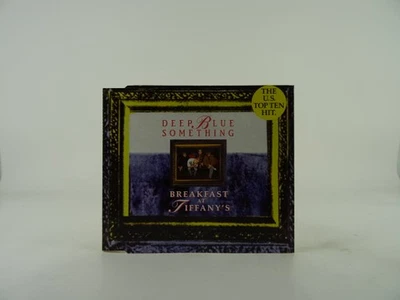 THE
U.S.
TOP TEN
HIT.
DEEP BLUE
SOMETHING
BREAKFAST
AT
TIFFANY'S